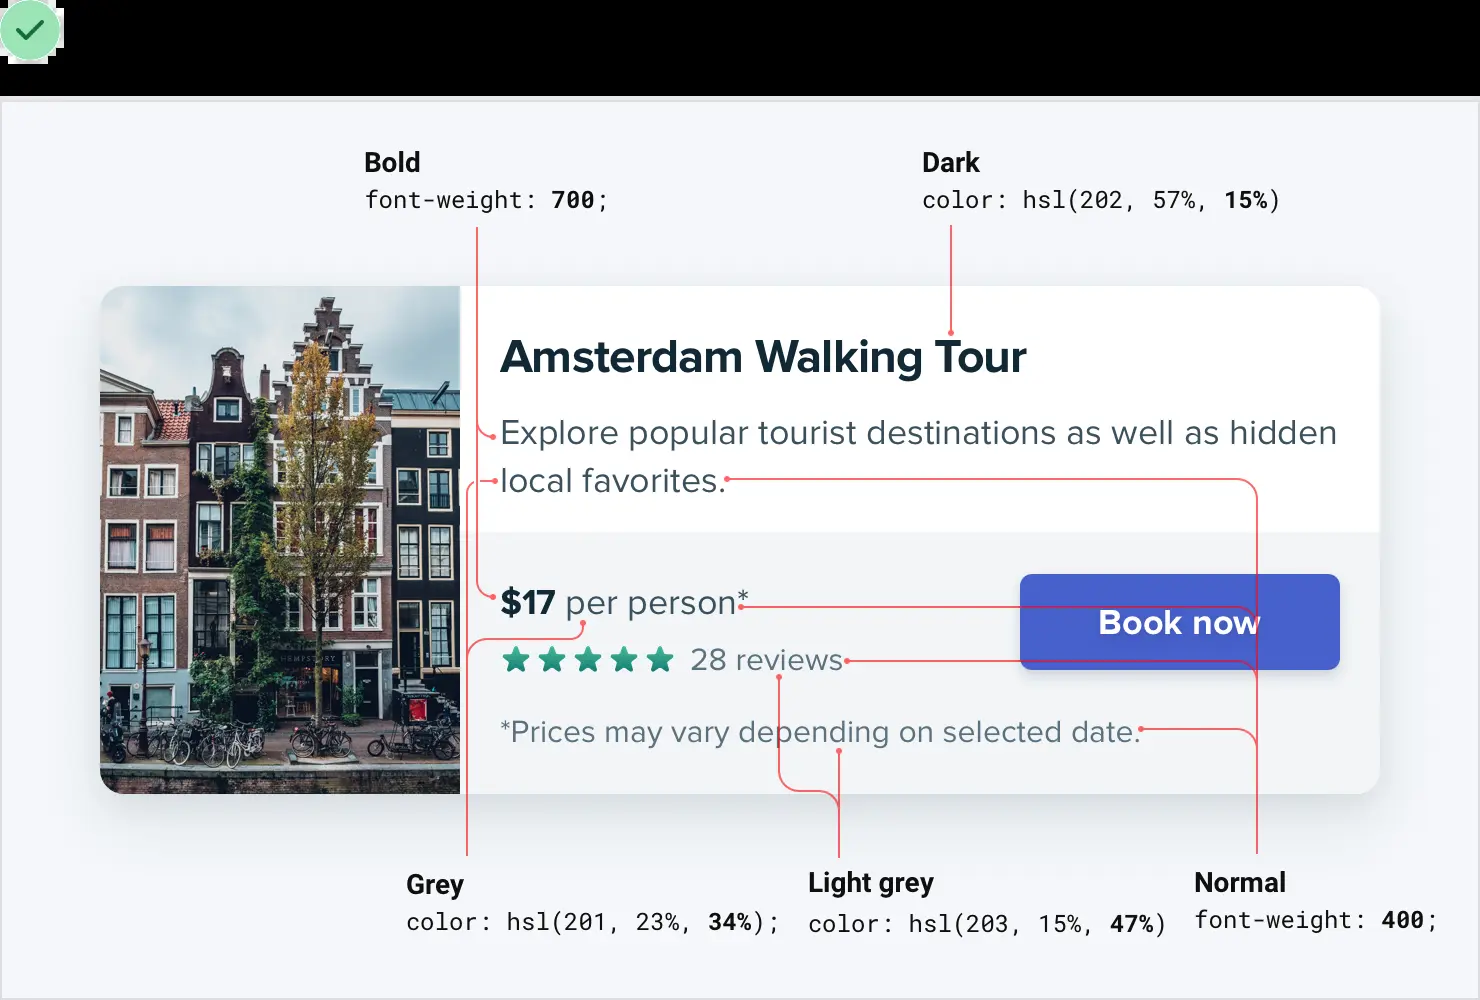 Bold
font-weight: 700;
Dark
color: hsl(202, 57%, 15%)
Amsterdam Walking Tour
Explore popular tourist destinations as well as hidden
local favorites.
$17 per person*
Book now
28 reviews
*Prices may vary depending on selected date.
HEMPSTORY
Grey
color: hsl(201, 23%, 34%);
Light grey
color: hsl(203, 15%, 47%)
Normal
font-weight: 400;